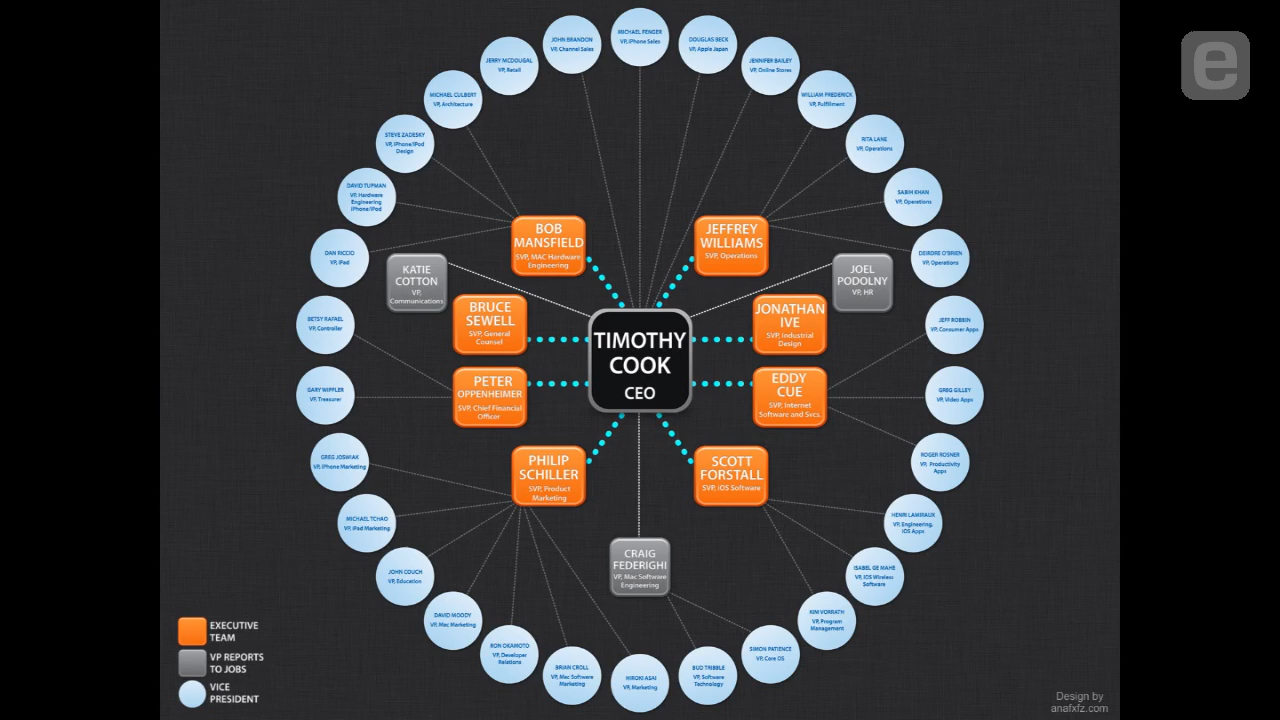 MICHAEL FENGER
VP, iPhone Sales
JOHN BRANDON
VP, Channel Sales
DOUGLAS BECK
VP, Apple Japan
JERRY MCDOUGAL
VP, Retail
JENNIFER BAILEY
VP, Online Stores
MICHAEL CULBERT
VP, Architecture
WILLIAM FREDERICK
VP, Fulfillment
STEVE ZADESKY
VP, iPhone/iPod
Design
RITA LANE
VP, Operations
DAVID TUPMAN
VP, Hardware
Engineering
iPhone/iPod
SABIH KHAN
VP, Operations
DAN RICCIO
VP, iPad
DEIRDRE O'BRIEN
VP, Operations
BOB
MANSFIELD
SVP, MAC Hardware
Engineering
JEFFREY
WILLIAMS
SVP, Operations
KATIE
COTTON
VP,
Communications
JOEL
PODOLNY
VP, HR
BRUCE
SEWELL
SVP, General
Counsel
JONATHAN
IVE
SVP, Industrial
Design
TIMOTHY
COOK
CEO
BETSY RAFAEL
VP, Controller
JEFF ROBBIN
VP, Consumer Apps
PETER
OPPENHEIMER
SVP, Chief Financial
Officer
EDDY
CUE
SVP, Internet
Software and Svcs.
GARY WIPFLER
VP, Treasurer
GREG GILLEY
VP, Video Apps
GREG JOSWIAK
VP, iPhone Marketing
ROGER ROSNER
VP, Productivity
Apps
PHILIP
SCHILLER
SVP, Product
Marketing
SCOTT
FORSTALL
SVP, iOS Software
MICHAEL TCHAO
VP, iPad Marketing
HENRI LAMIRAUX
VP, Engineering,
iOS Apps
CRAIG
FEDERIGHI
VP, Mac Software
Engineering
JOHN COUCH
VP, Education
ISABEL GE MAHE
VP, iOS Wireless
Software
DAVID MOODY
VP, Mac Marketing
KIM VORRATH
VP, Program
Management
RON OKAMOTO
VP, Developer
Relations
SIMON PATIENCE
VP, Core OS
BRIAN CROLL
VP, Mac Software
Marketing
HIROKI ASAI
VP, Marketing
BUD TRIBBLE
VP, Software
Technology
EXECUTIVE
TEAM
VP REPORTS
TO JOBS
VICE
PRESIDENT
Design by
anafxfz.com
e